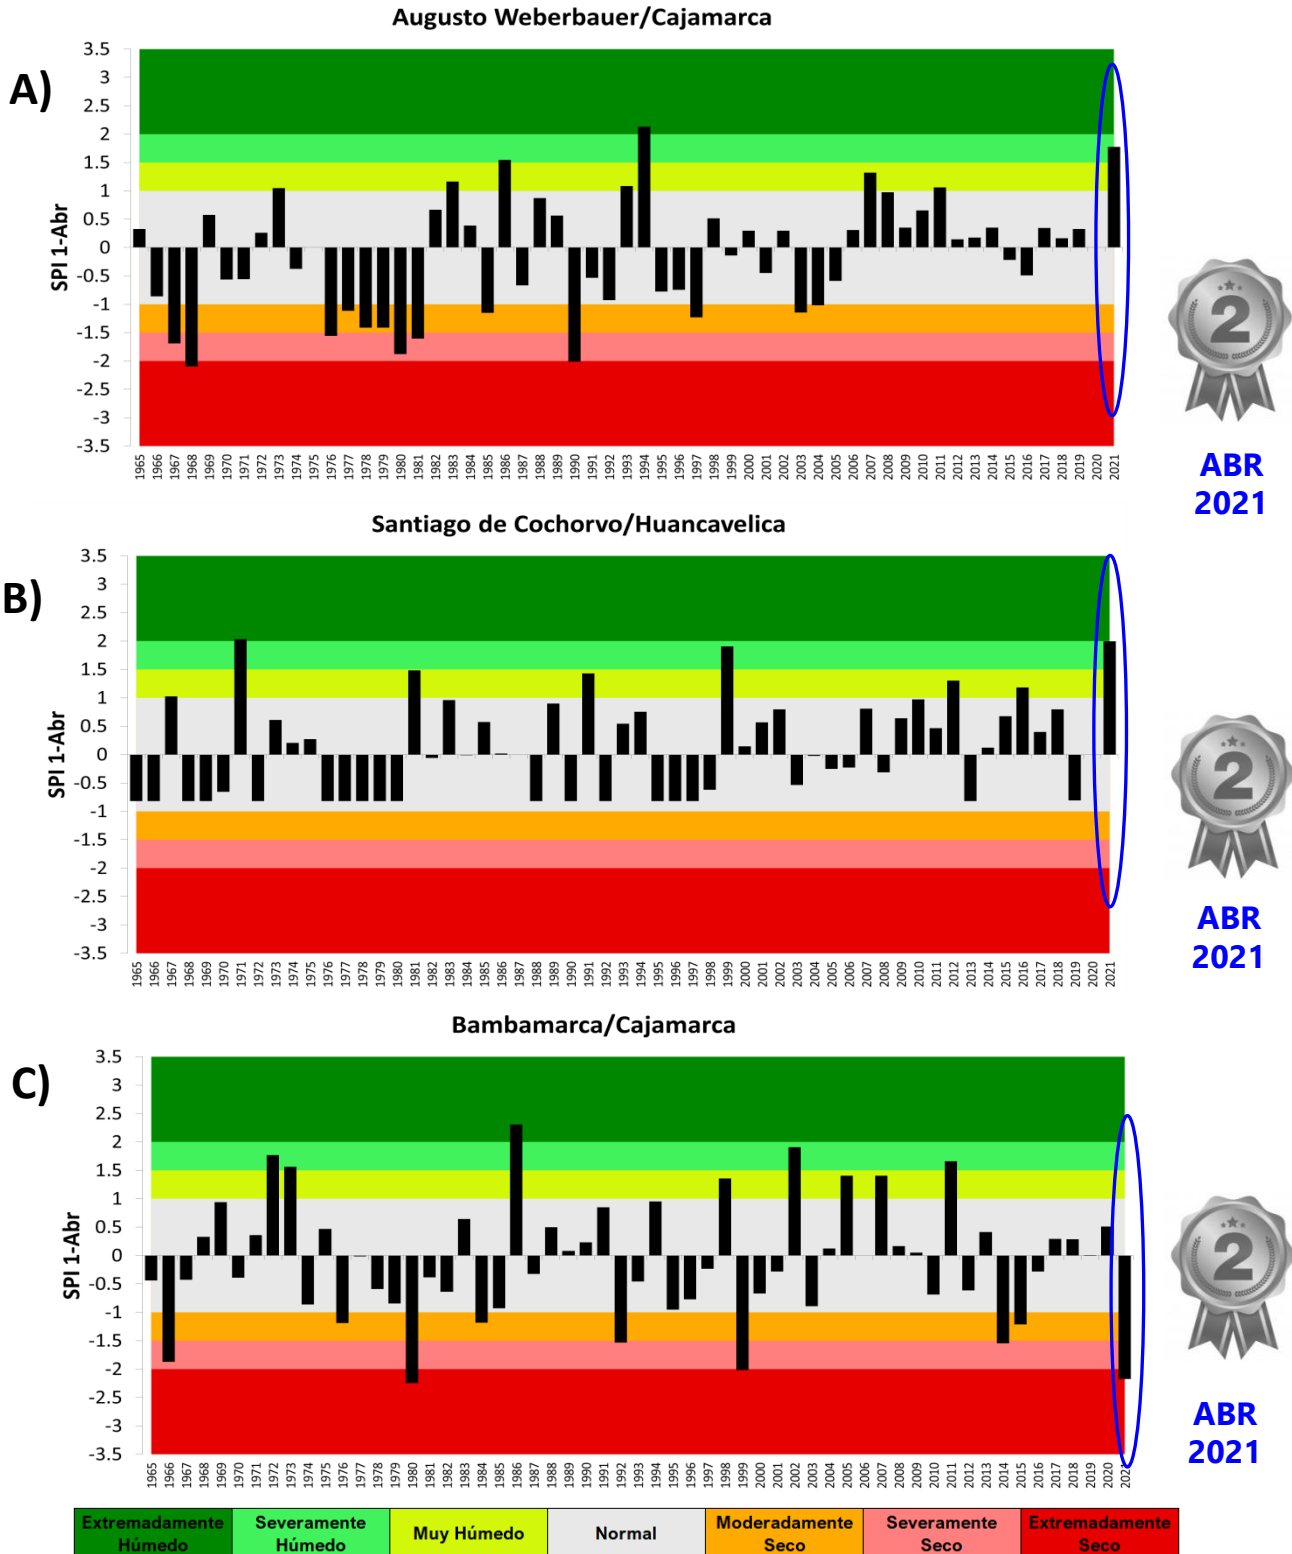 Augusto Weberbauer/Cajamarca
A)
SPI 1-Abr
3.5
3
2.5
2
1.5
1
0.5
0
-0.5
-1
-1.5
-2
-2.5
-3
-3.5
1965 1966 1967 1968 1969 1970 1971 1972 1973 1974 1975 1976 1977 1978 1979 1980 1981 1982 1983 1984 1985 1986 1987 1988 1989 1990 1991 1992 1993 1994 1995 1996 1997 1998 1999 2000 2001 2002 2003 2004 2005 2006 2007 2008 2009 2010 2011 2012 2013 2014 2015 2016 2017 2018 2019 2020 2021
2
ABR
2021
Santiago de Cochorvo/Huancavelica
B)
SPI 1-Abr
3.5
3
2.5
2
1.5
1
0.5
0
-0.5
-1
-1.5
-2
-2.5
-3
-3.5
1965 1966 1967 1968 1969 1970 1971 1972 1973 1974 1975 1976 1977 1978 1979 1980 1981 1982 1983 1984 1985 1986 1987 1988 1989 1990 1991 1992 1993 1994 1995 1996 1997 1998 1999 2000 2001 2002 2003 2004 2005 2006 2007 2008 2009 2010 2011 2012 2013 2014 2015 2016 2017 2018 2019 2020 2021
2
ABR
2021
Bambamarca/Cajamarca
C)
SPI 1-Abr
3.5
3
2.5
2
1.5
1
0.5
0
-0.5
-1
-1.5
-2
-2.5
-3
-3.5
1965 1966 1967 1968 1969 1970 1971 1972 1973 1974 1975 1976 1977 1978 1979 1980 1981 1982 1983 1984 1985 1986 1987 1988 1989 1990 1991 1992 1993 1994 1995 1996 1997 1998 1999 2000 2001 2002 2003 2004 2005 2006 2007 2008 2009 2010 2011 2012 2013 2014 2015 2016 2017 2018 2019 2020 2021
2
ABR
2021
Extremadamente
Húmedo
Severamente
Húmedo
Muy Húmedo
Normal
Moderadamente
Seco
Severamente
Seco
Extremadamente
Seco